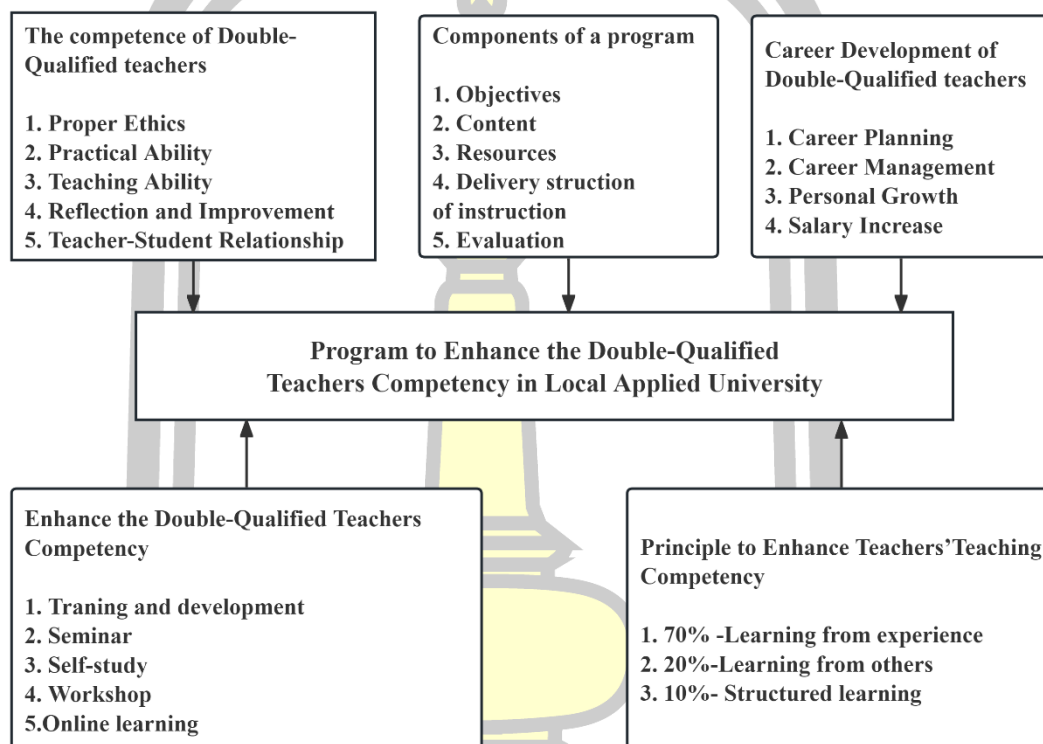 The competence of Double-
Qualified teachers
1. Proper Ethics
2. Practical Ability
3. Teaching Ability
4. Reflection and Improvement
5. Teacher-Student Relationship
Components of a program
1. Objectives
2. Content
3. Resources
4. Delivery struction
of instruction
5. Evaluation
Career Development of
Double-Qualified teachers
1. Career Planning
2. Career Management
3. Personal Growth
4. Salary Increase
Program to Enhance the Double-Qualified
Teachers Competency in Local Applied University
Enhance the Double-Qualified Teachers
Competency
1. Traning and development
2. Seminar
3. Self-study
4. Workshop
5.Online learning
Principle to Enhance Teachers'Teaching
Competency
1. 70% -Learning from experience
2. 20%-Learning from others
3. 10%- Structured learning